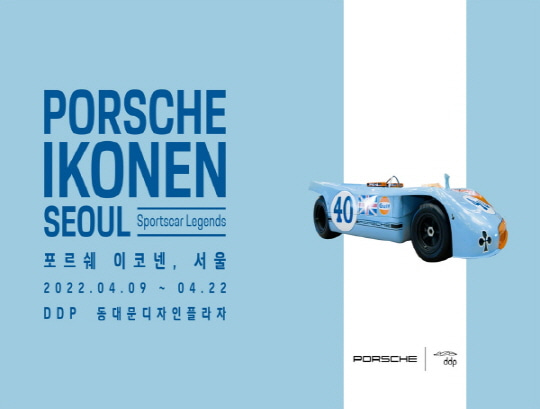 PORSCHE
IKONEN
SEOUL Sportscar Legends
포르쉐 이코넨, 서울
2022.04.09 ~ 04.22
DDP 동대문디자인플라자
40
Gulf
PORSCHE ddp